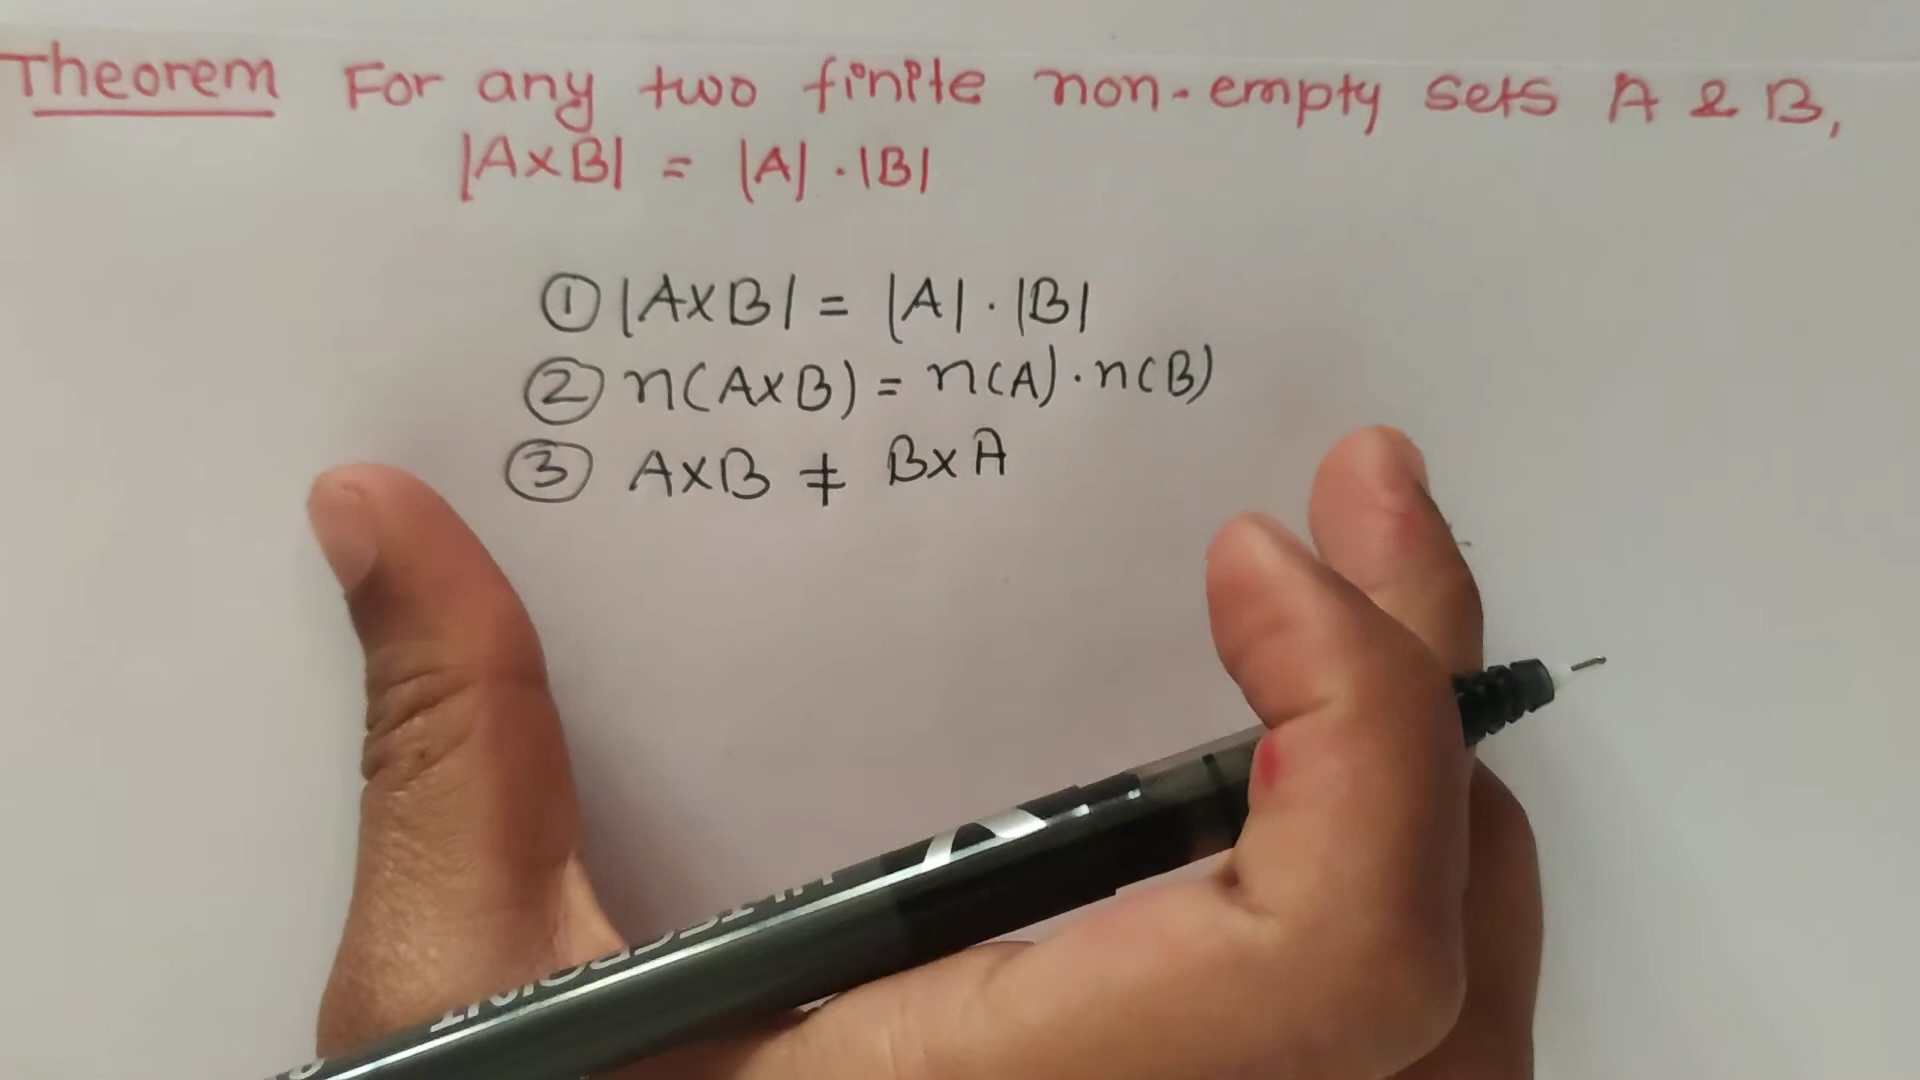 Theorem For any two finite non-empty sets A & B,
|A×B| = |A| · |B|
① |A×B| = |A| · |B|
② n(A×B) = n(A) · n(B)
③ A×B ≠ B×A